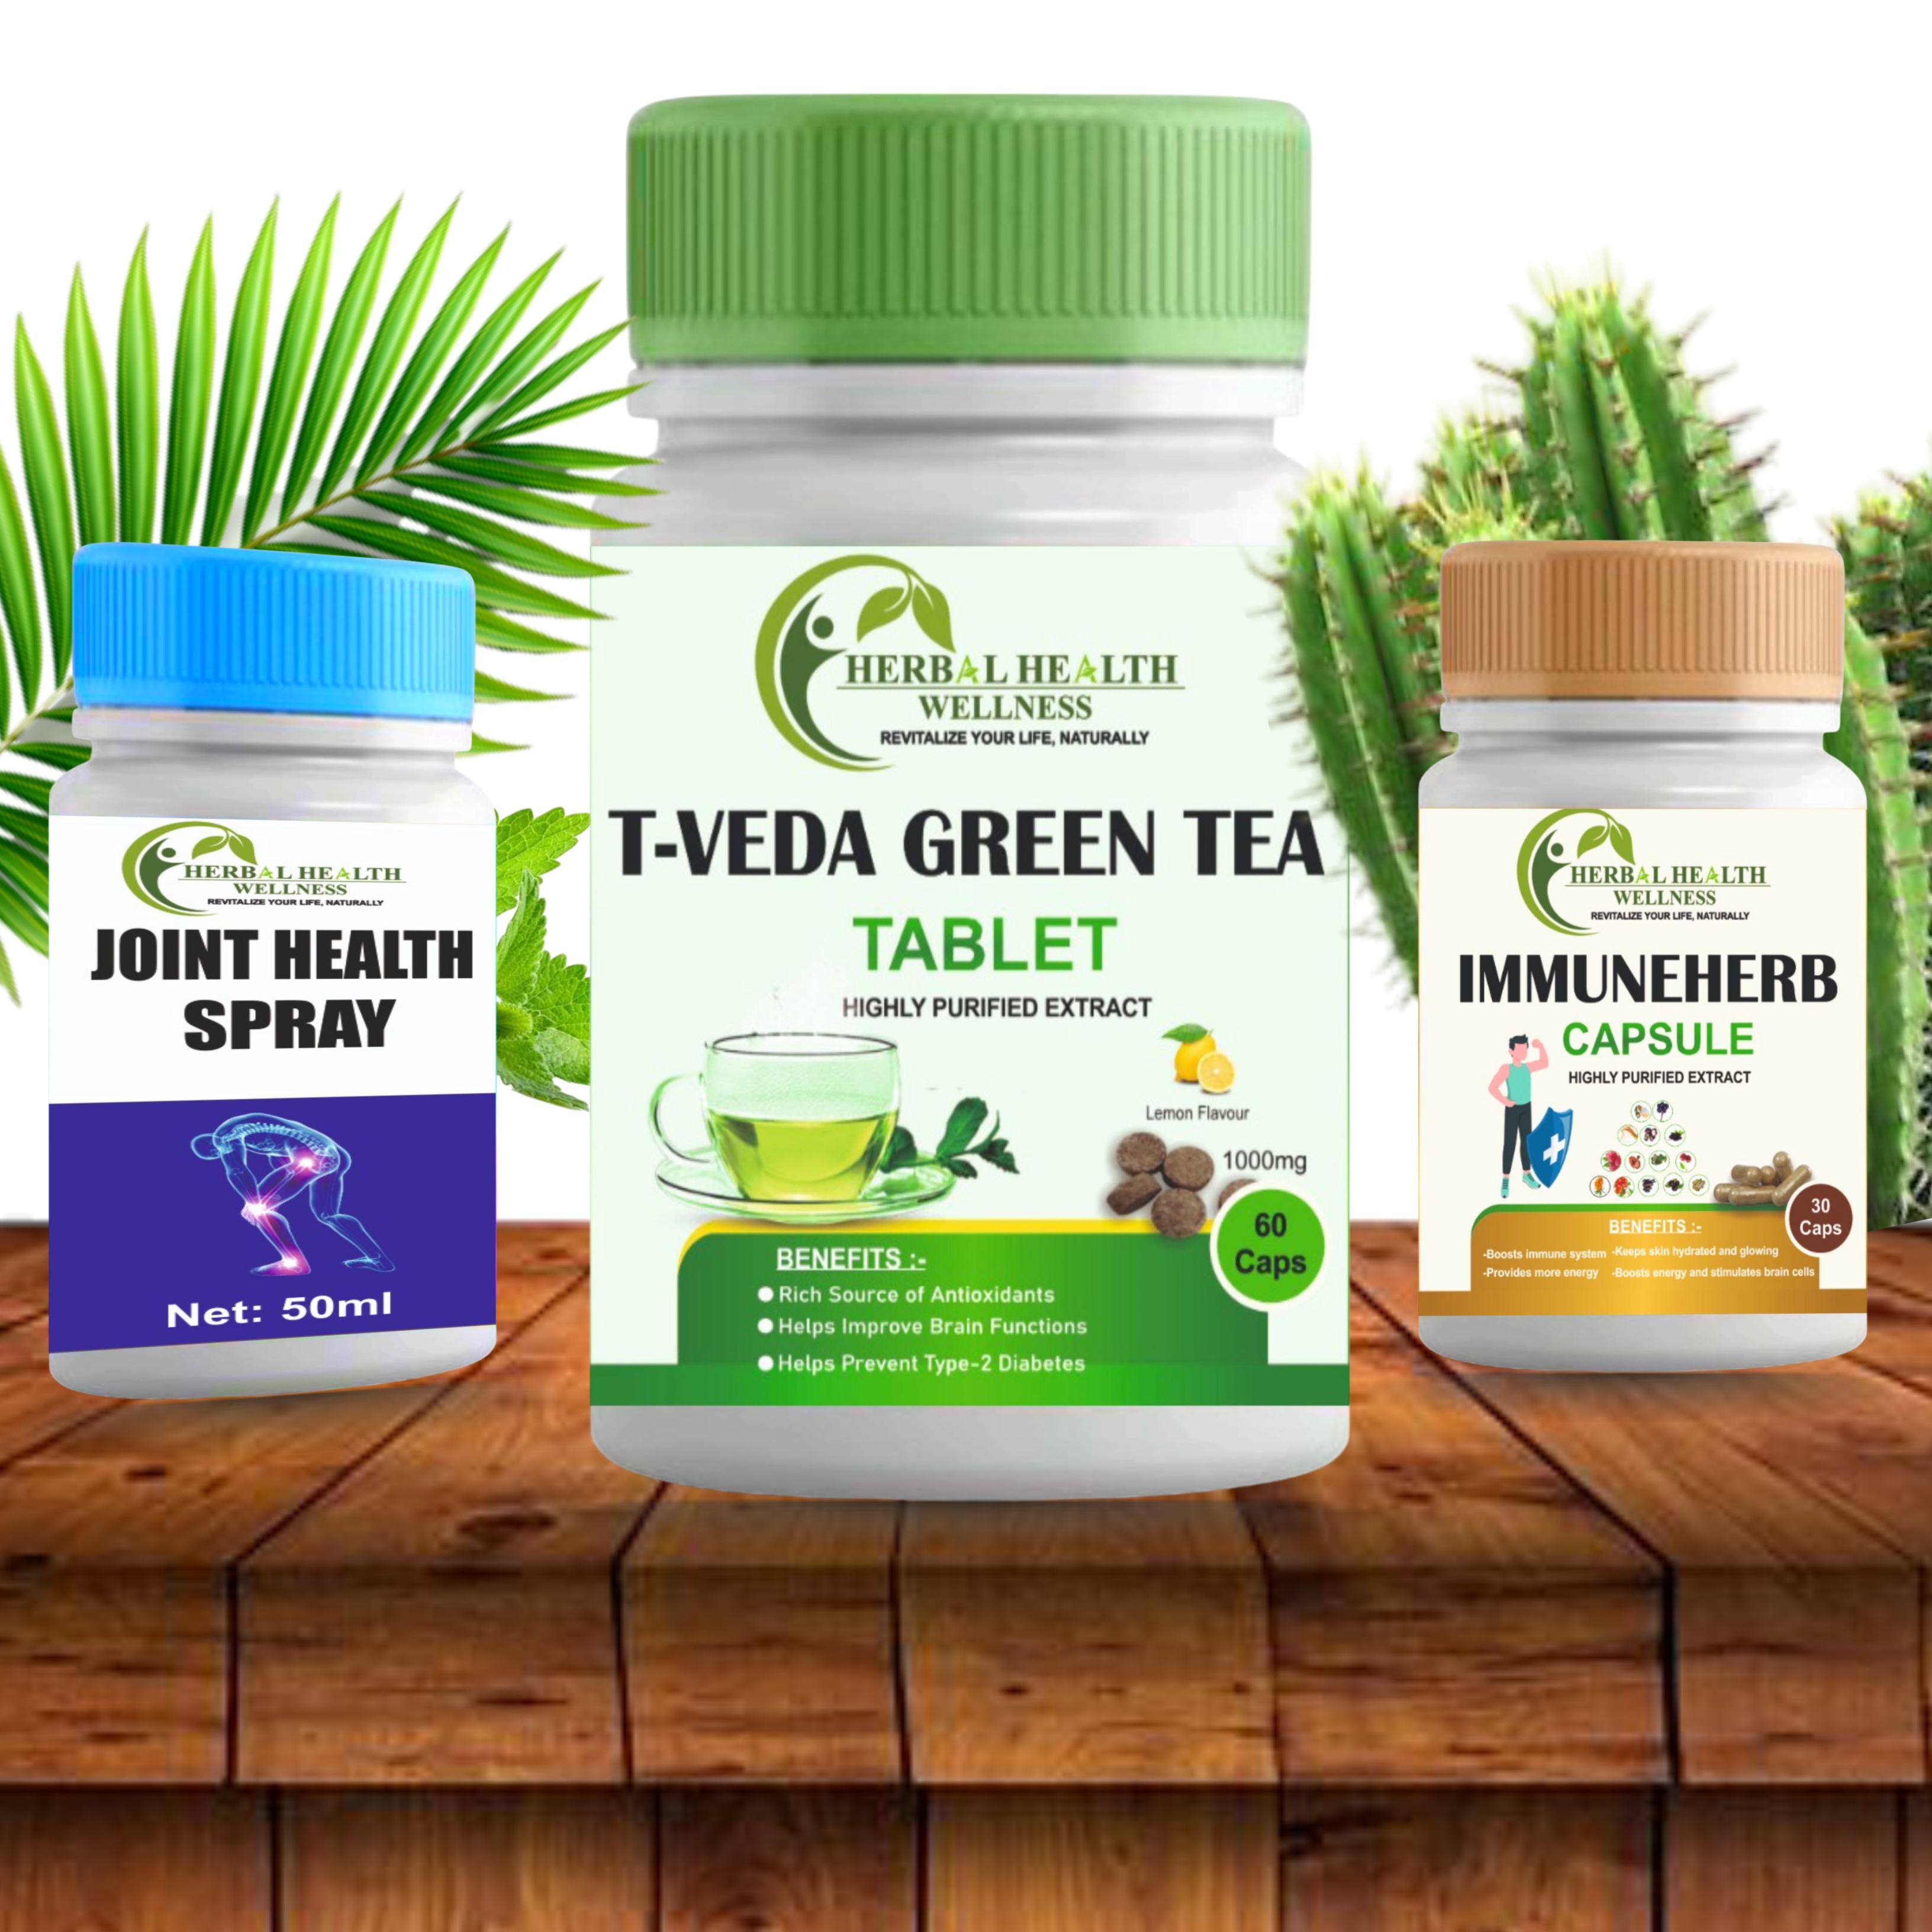 HERBAL HEALTH
WELLNESS
REVITALIZE YOUR LIFE, NATURALLY
JOINT HEALTH
SPRAY
Net: 50ml
HERBAL HEALTH
WELLNESS
REVITALIZE YOUR LIFE, NATURALLY
T-VEDA GREEN TEA
TABLET
HIGHLY PURIFIED EXTRACT
Lemon Flavour
1000mg
60
Caps
BENEFITS :-
Rich Source of Antioxidants
Helps Improve Brain Functions
Helps Prevent Type-2 Diabetes
HERBAL HEALTH
WELLNESS
REVITALIZE YOUR LIFE, NATURALLY
IMMUNEHERB
CAPSULE
HIGHLY PURIFIED EXTRACT
30
Caps
BENEFITS :-
-Boosts immune system -Keeps skin hydrated and glowing
-Provides more energy -Boosts energy and stimulates brain cells